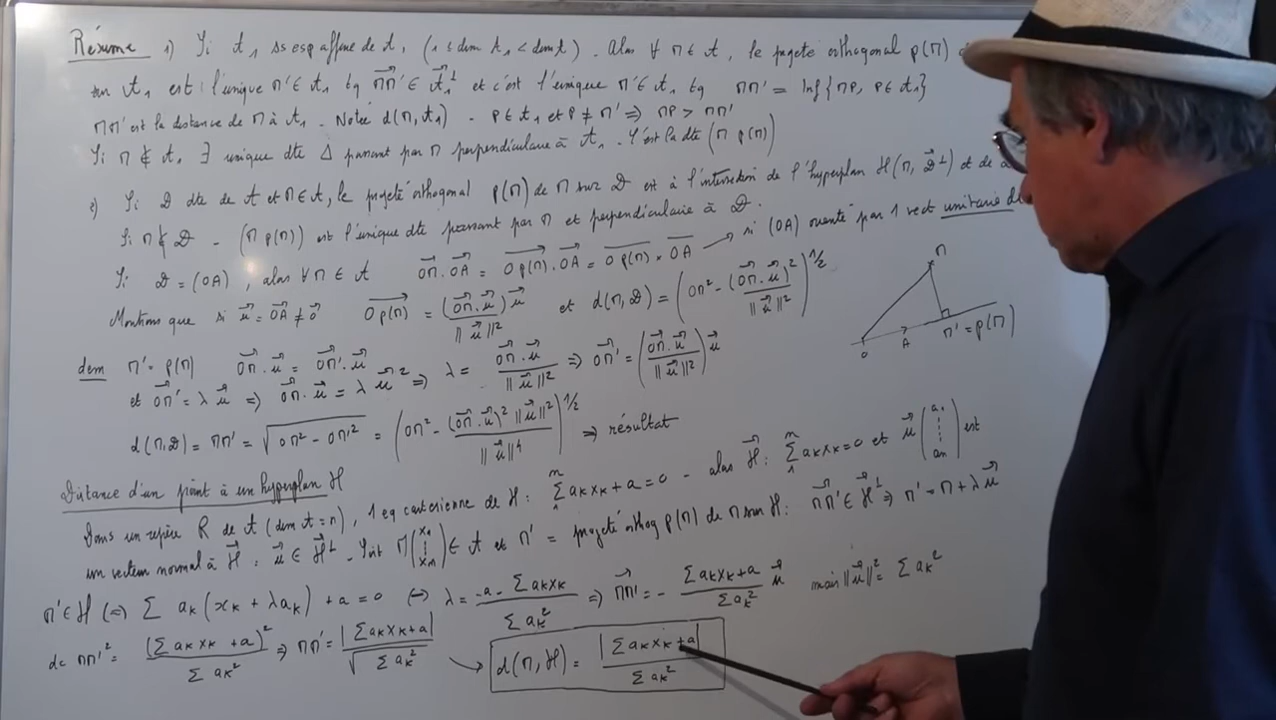 Résumé 1) Si A₁ ss esp affine de A, (1 ≤ dim A₁ < dim A). Alors ∀ M ∈ A, le projeté orthogonal p(M)
sur A₁ est : l'unique M' ∈ A₁ tq MM'⃗ ∈ A₁⃗^⊥ et c'est l'unique M' ∈ A₁ tq MM' = Inf{MP, P ∈ A₁}
MM' est la distance de M à A₁. Notée d(M, A₁) - P ∈ A₁ et P ≠ M' ⇒ MP > MM'
Si M ∉ A₁ ∃ unique dte Δ passant par M perpendiculaire à A₁. C'est la dte (M p(M))
2) Si D dte de A et M ∈ A, le projeté orthogonal p(M) de M sur D est à l'intersection de l'hyperplan H(M, D⃗^⊥) et de
Si M ∉ D - (M p(M)) est l'unique dte passant par M et perpendiculaire à D.
Si D = (OA), alors ∀ M ∈ A OM⃗.OA⃗ = Op(M)⃗.OA⃗ = \overline{Op(M)} × \overline{OA} → si (OA) orienté par 1 vect unitaire
Montrons que si u⃗ = OA⃗ ≠ 0⃗ Op(M)⃗ = (OM⃗.u⃗)u⃗ / ‖u⃗‖² et d(M, D) = (OM² - (OM⃗.u⃗)² / ‖u⃗‖²)^{1/2}
dem M' = p(M) OM⃗.u⃗ = OM'⃗.u⃗
et OM'⃗ = λu⃗ ⇒ OM⃗.u⃗ = λu⃗² ⇒ λ = OM⃗.u⃗ / ‖u⃗‖² ⇒ OM'⃗ = (OM⃗.u⃗ / ‖u⃗‖²)u⃗
d(M, D) = MM' = √(OM² - OM'²) = (OM² - (OM⃗.u⃗)² ‖u⃗‖² / ‖u⃗‖⁴)^{1/2} ⇒ résultat
M
O A M' = p(M)
Distance d'un point à un hyperplan H
Dans un repère R de A (dim A = n), 1 eq cartésienne de H : Σ₁ⁿ aₖxₖ + a = 0 - alors H⃗ : Σ₁ⁿ aₖxₖ = 0 et u⃗(a₁ ⋮ aₙ) est
un vecteur normal à H⃗ : u⃗ ∈ H⃗^⊥ - Soit M(x₁ ⋮ xₙ) ∈ A et M' = projeté orthog p(M) de M sur H : MM'⃗ ∈ H⃗^⊥ ⇒ M' = M + λu⃗
M' ∈ H ⇔ Σ aₖ(xₖ + λaₖ) + a = 0 ⇔ λ = (-a - Σ aₖxₖ) / Σ aₖ² ⇒ MM'⃗ = - (Σ aₖxₖ + a) / Σ aₖ² u⃗ mais ‖u⃗‖² = Σ aₖ²
dc MM'² = (Σ aₖxₖ + a)² / Σ aₖ² ⇒ MM' = |Σ aₖxₖ + a| / √(Σ aₖ²) → d(M, H) = |Σ aₖxₖ + a| / Σ aₖ²